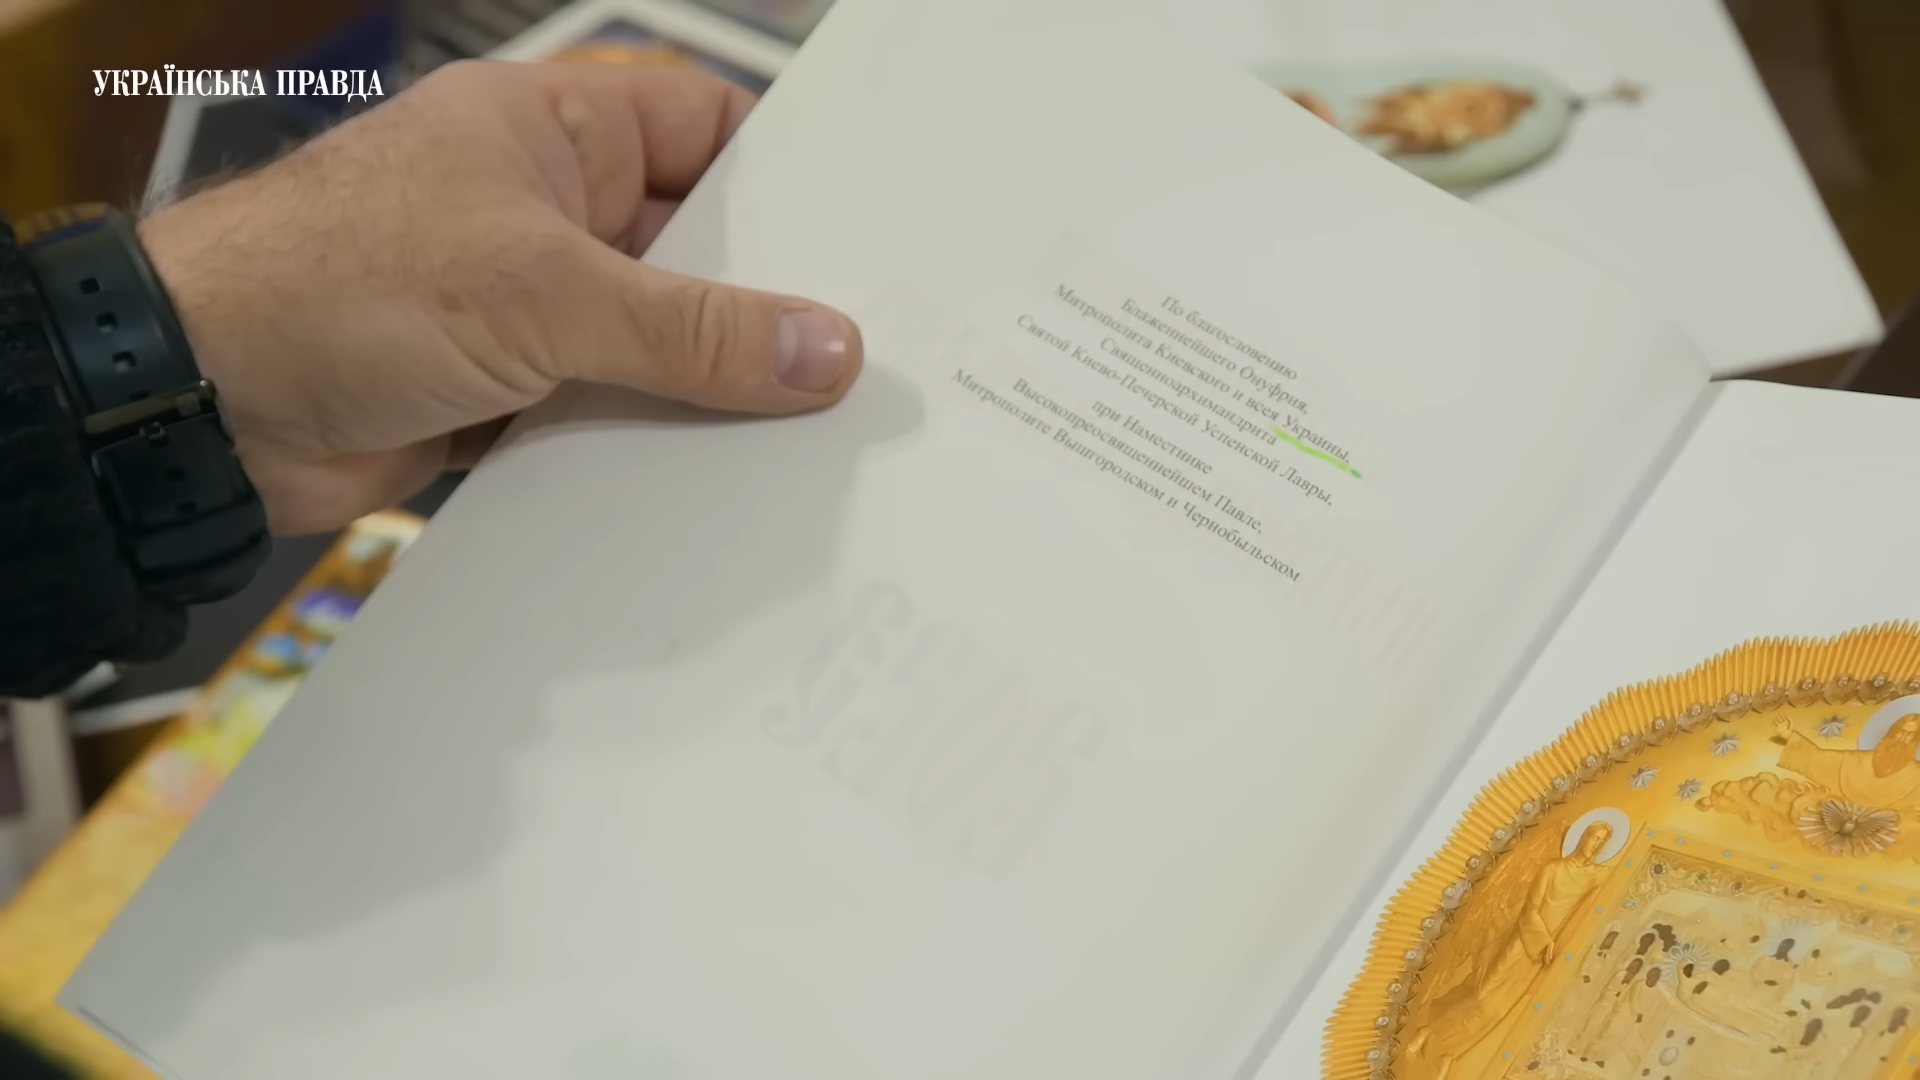 УКРАЇНСЬКА ПРАВДА
По благословению
Блаженнейшего Онуфрия,
Митрополита Киевского и всея Украины,
Священноархимандрита
Святой Киево-Печерской Успенской Лавры,
при Наместнике
Высокопреосвященнейшем Павле,
Митрополите Вышгородском и Чернобыльском